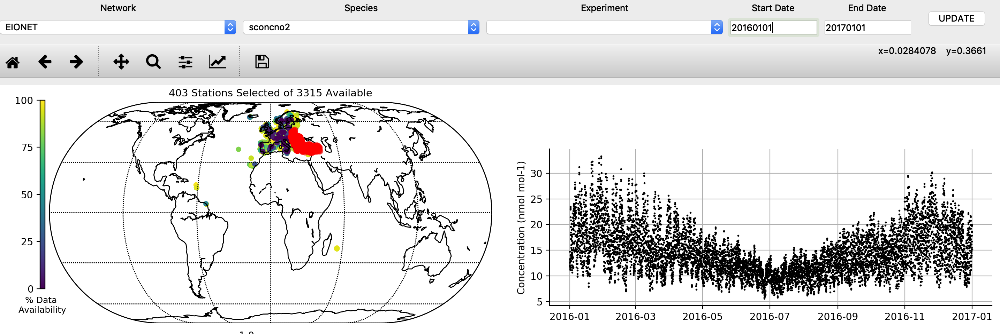 Network Species Experiment Start Date End Date
EIONET sconcno2 20160101 20170101 UPDATE
x=0.0284078 y=0.3661
403 Stations Selected of 3315 Available
100
75
50
25
0
% Data
Availability
Concentration (nmol mol-1)
30
25
20
15
10
5
2016-01 2016-03 2016-05 2016-07 2016-09 2016-11 2017-01
1.0